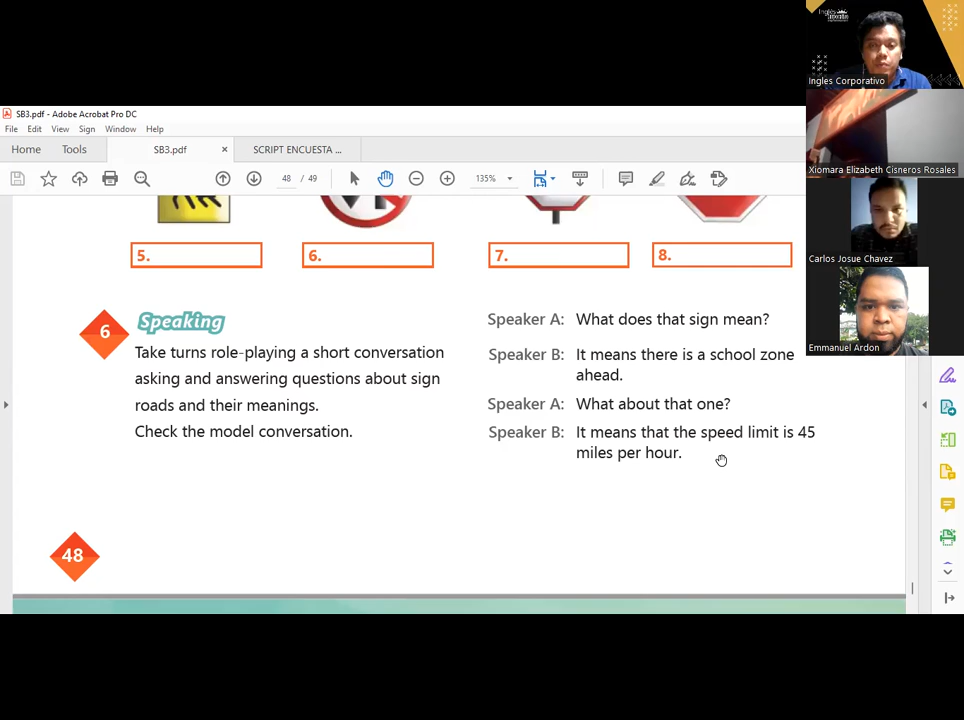 Inglés
Corporativo
Ingles Corporativo
Xiomara Elizabeth Cisneros Rosales
Carlos Josue Chavez
Emmanuel Ardon
SB3.pdf - Adobe Acrobat Pro DC
File Edit View Sign Window Help
Home Tools SB3.pdf × SCRIPT ENCUESTA ...
48 / 49 135%
5. 6. 7. 8.
6 Speaking
Take turns role-playing a short conversation
asking and answering questions about sign
roads and their meanings.
Check the model conversation.
Speaker A: What does that sign mean?
Speaker B: It means there is a school zone
ahead.
Speaker A: What about that one?
Speaker B: It means that the speed limit is 45
miles per hour.
48